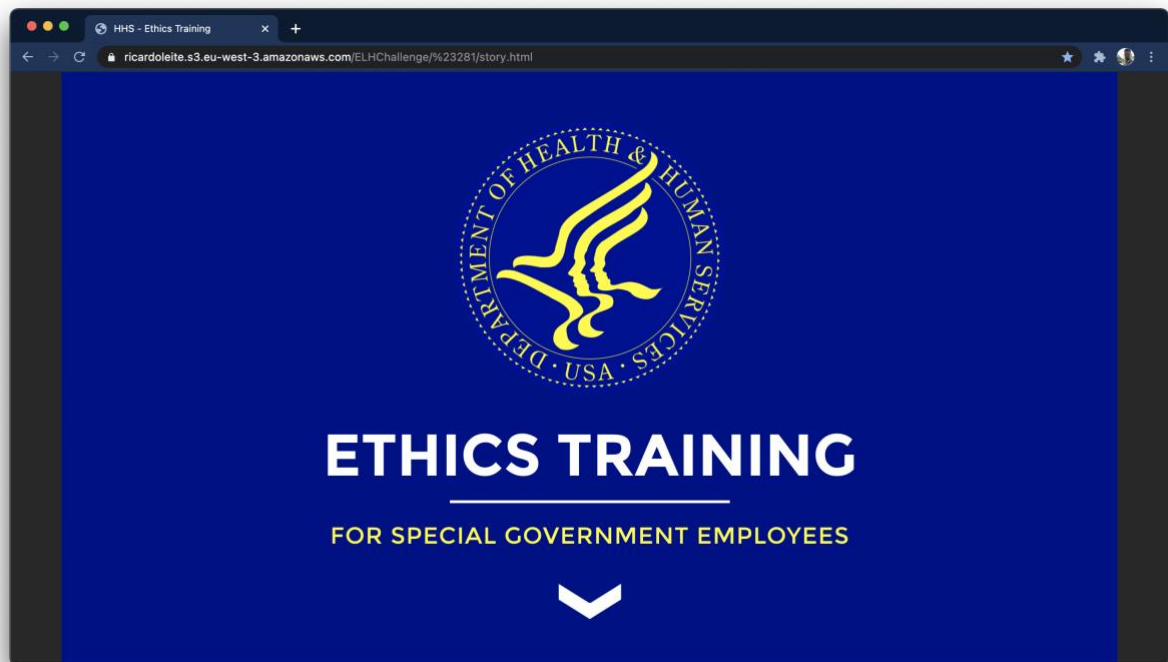 HHS - Ethics Training
ricardoleite.s3.eu-west-3.amazonaws.com/ELHChallenge/%23281/story.html
DEPARTMENT OF HEALTH & HUMAN SERVICES · USA ·
ETHICS TRAINING
FOR SPECIAL GOVERNMENT EMPLOYEES